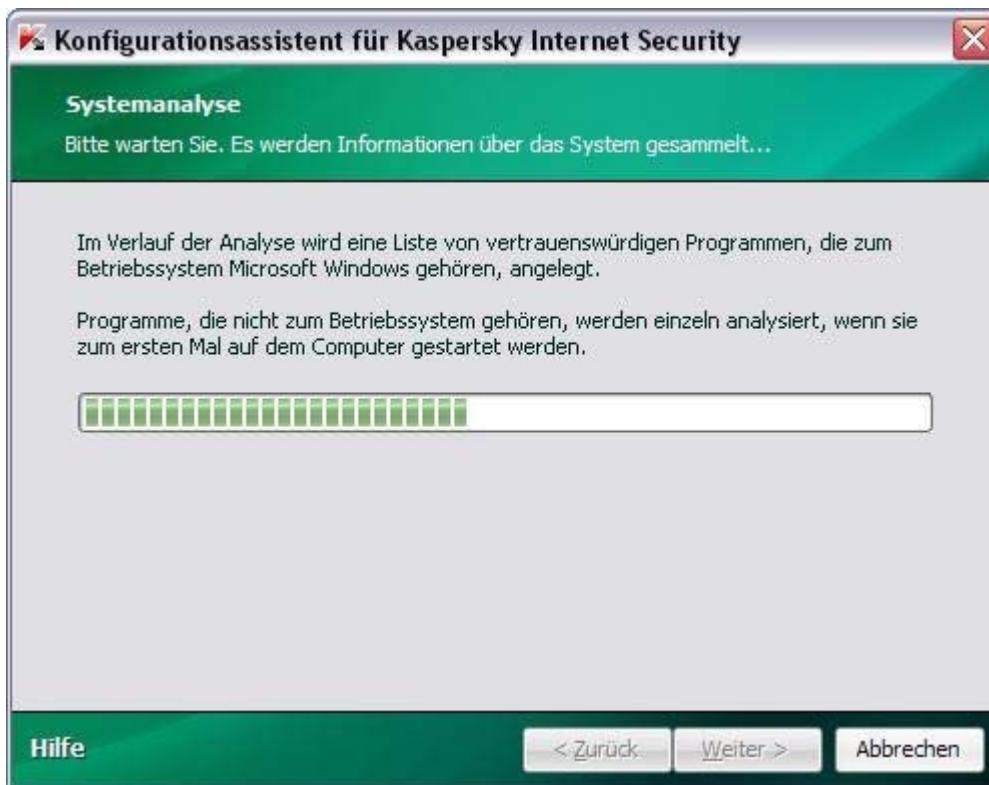 Konfigurationsassistent für Kaspersky Internet Security
Systemanalyse
Bitte warten Sie. Es werden Informationen über das System gesammelt...
Im Verlauf der Analyse wird eine Liste von vertrauenswürdigen Programmen, die zum
Betriebssystem Microsoft Windows gehören, angelegt.
Programme, die nicht zum Betriebssystem gehören, werden einzeln analysiert, wenn sie
zum ersten Mal auf dem Computer gestartet werden.
Hilfe
< Zurück
Weiter >
Abbrechen